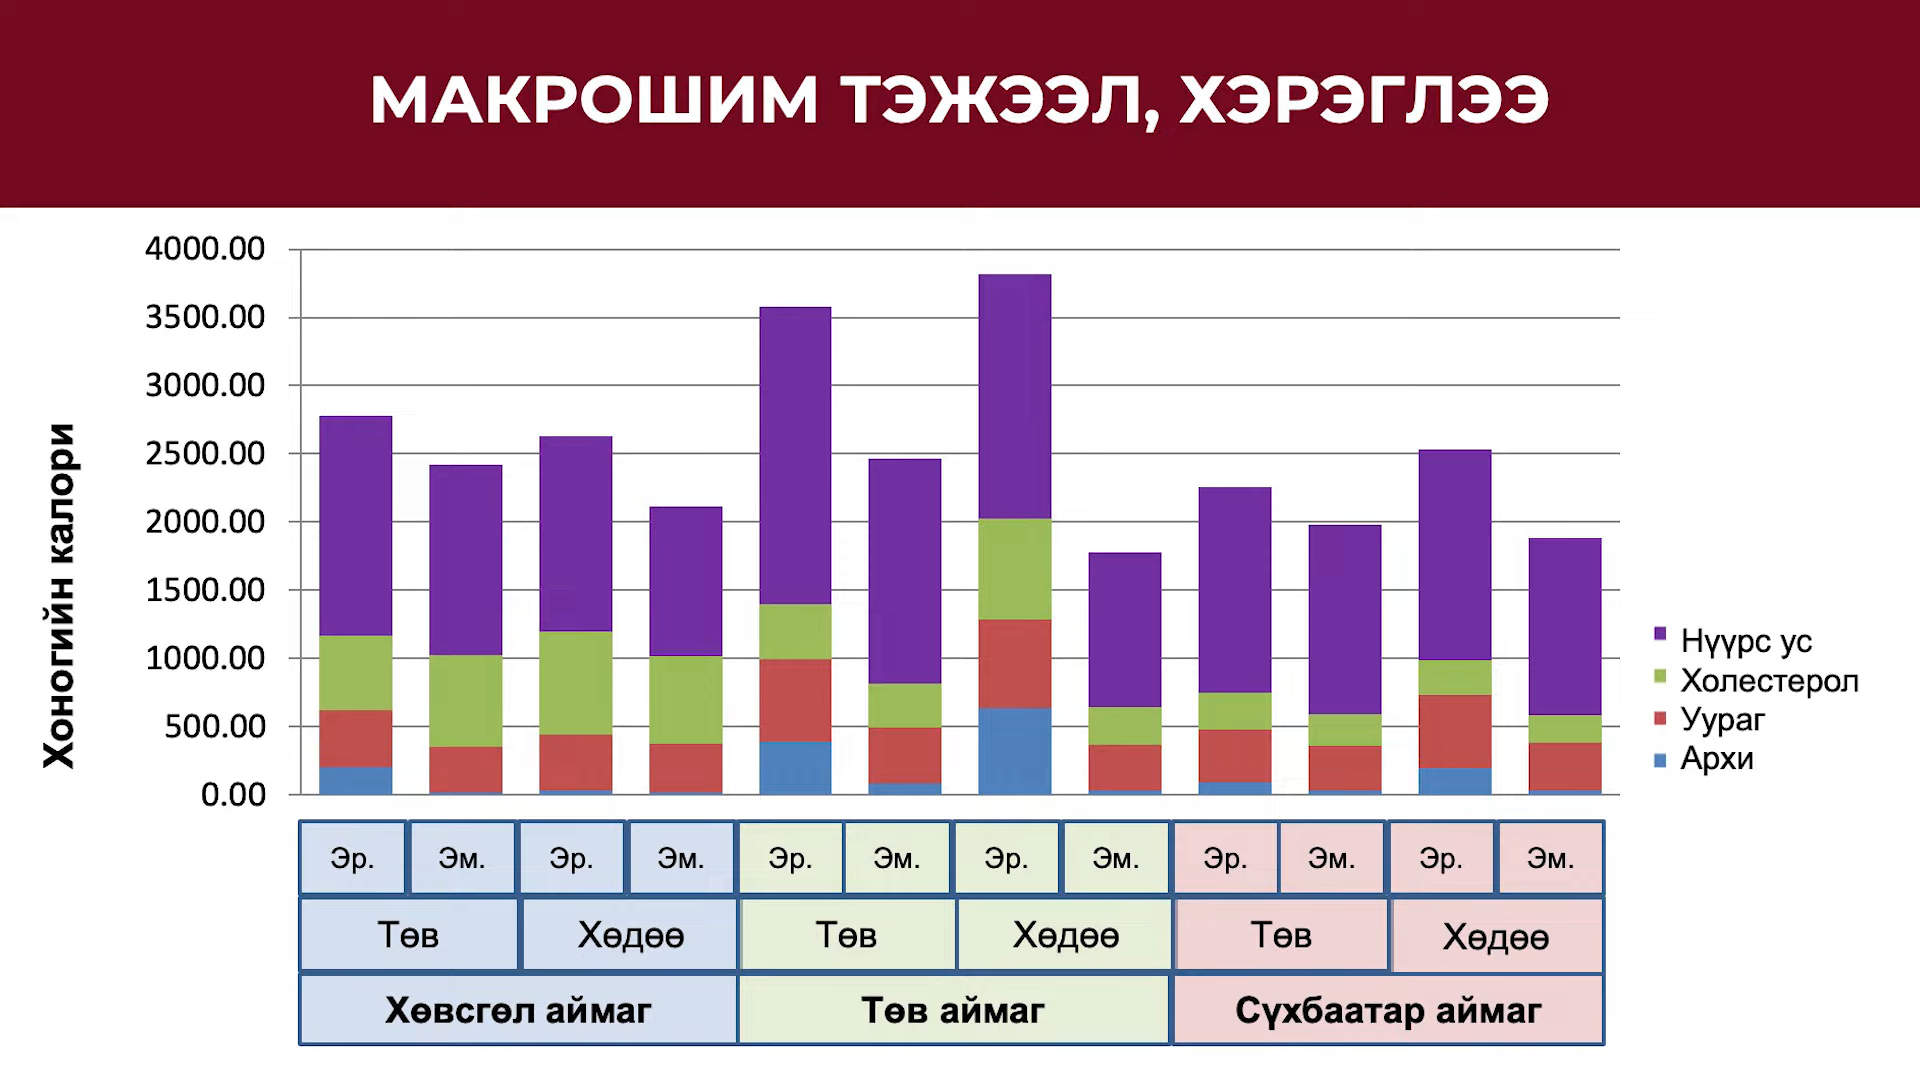 МАКРОШИМ ТЭЖЭЭЛ, ХЭРЭГЛЭЭ
Хоногийн калори
4000.00
3500.00
3000.00
2500.00
2000.00
1500.00
1000.00
500.00
0.00
Нүүрс ус
Холестерол
Уураг
Архи
Эр. Эм. Эр. Эм. Эр. Эм. Эр. Эм. Эр. Эм. Эр. Эм.
Төв Хөдөө Төв Хөдөө Төв Хөдөө
Хөвсгөл аймаг Төв аймаг Сүхбаатар аймаг